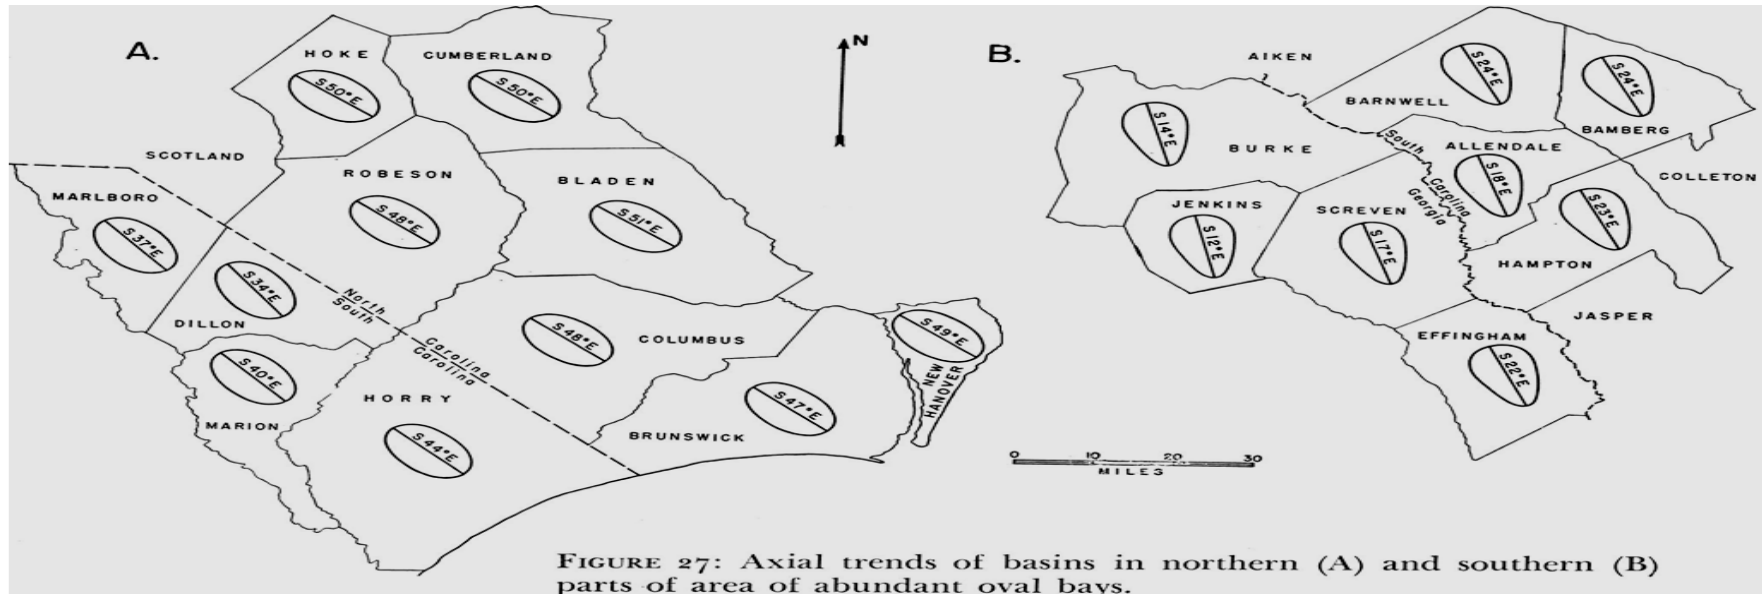 A.
N
HOKE
S50°E
CUMBERLAND
S50°E
SCOTLAND
ROBESON
S48°E
BLADEN
S51°E
MARLBORO
S37°E
S34°E
DILLON
North
South
Carolina
Carolina
S48°E
COLUMBUS
S49°E
NEW
HANOVER
S40°E
MARION
HORRY
S44°E
S47°E
BRUNSWICK
B.
AIKEN
S24°E
BARNWELL
S24°E
BAMBERG
S14°E
BURKE
South
Carolina
Georgia
ALLENDALE
S18°E
COLLETON
JENKINS
S12°E
SCREVEN
S17°E
S23°E
HAMPTON
JASPER
EFFINGHAM
S22°E
0 10 20 30
MILES
FIGURE 27: Axial trends of basins in northern (A) and southern (B)
parts of area of abundant oval bays.